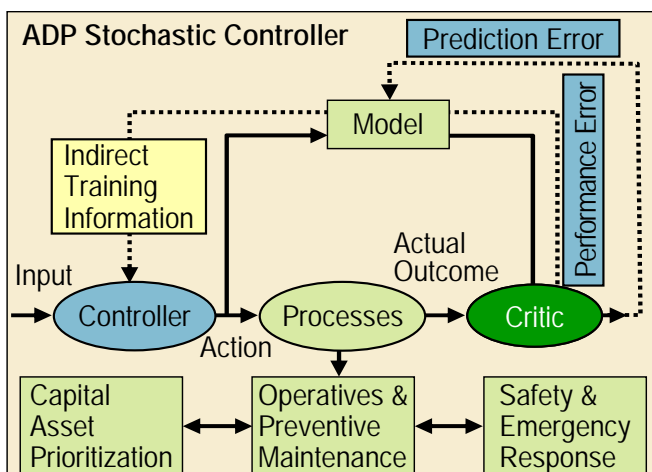 ADP Stochastic Controller
Prediction Error
Performance Error
Model
Indirect
Training
Information
Actual
Outcome
Input
Controller
Action
Processes
Critic
Capital
Asset
Prioritization
Operatives &
Preventive
Maintenance
Safety &
Emergency
Response